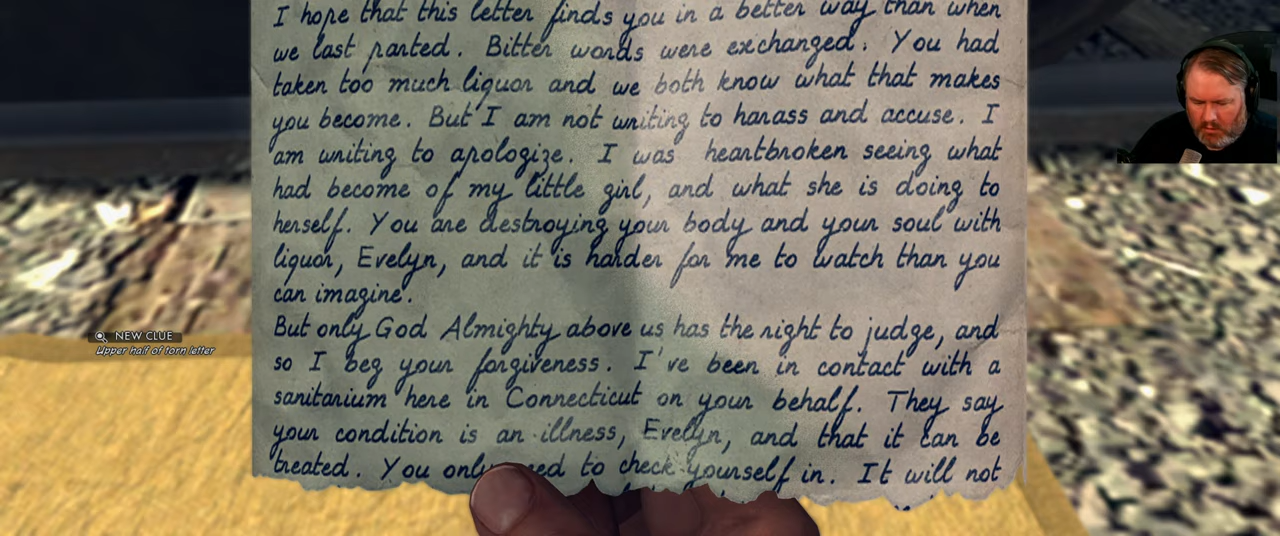 I hope that this letter finds you in a better way than when
we last parted. Bitter words were exchanged. You had
taken too much liquor and we both know what that makes
you become. But I am not writing to harass and accuse. I
am writing to apologize. I was heartbroken seeing what
had become of my little girl, and what she is doing to
herself. You are destroying your body and your soul with
liquor, Evelyn, and it is harder for me to watch than you
can imagine.
But only God Almighty above us has the right to judge, and
so I beg your forgiveness. I've been in contact with a
sanitarium here in Connecticut on your behalf. They say
your condition is an illness, Evelyn, and that it can be
treated. You only to check yourself in. It will not
NEW CLUE
Upper half of torn letter